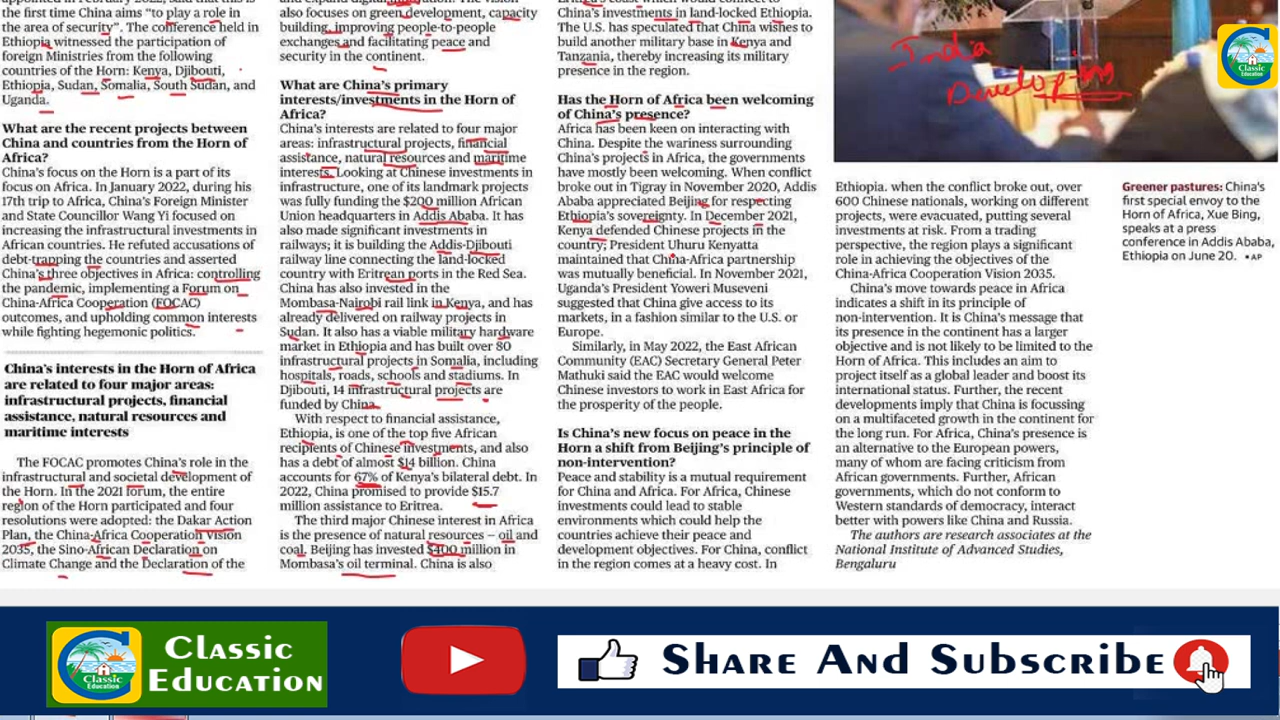 appointed in February 2022, said that this is
the first time China aims “to play a role in
the area of security”. The conference held in
Ethiopia witnessed the participation of
foreign Ministries from the following
countries of the Horn: Kenya, Djibouti,
Ethiopia, Sudan, Somalia, South Sudan, and
Uganda.
What are the recent projects between
China and countries from the Horn of
Africa?
China’s focus on the Horn is a part of its
focus on Africa. In January 2022, during his
17th trip to Africa, China’s Foreign Minister
and State Councillor Wang Yi focused on
increasing the infrastructural investments in
African countries. He refuted accusations of
debt-trapping the countries and asserted
China’s three objectives in Africa: controlling
the pandemic, implementing a Forum on
China-Africa Cooperation (FOCAC)
outcomes, and upholding common interests
while fighting hegemonic politics.
China’s interests in the Horn of Africa
are related to four major areas:
infrastructural projects, financial
assistance, natural resources and
maritime interests
The FOCAC promotes China’s role in the
infrastructural and societal development of
the Horn. In the 2021 forum, the entire
region of the Horn participated and four
resolutions were adopted: the Dakar Action
Plan, the China-Africa Cooperation Vision
2035, the Sino-African Declaration on
Climate Change and the Declaration of the
and expand digital innovation. The vision
also focuses on green development, capacity
building, improving people-to-people
exchanges and facilitating peace and
security in the continent.
What are China’s primary
interests/investments in the Horn of
Africa?
China’s interests are related to four major
areas: infrastructural projects, financial
assistance, natural resources and maritime
interests. Looking at Chinese investments in
infrastructure, one of its landmark projects
was fully funding the $200 million African
Union headquarters in Addis Ababa. It has
also made significant investments in
railways; it is building the Addis-Djibouti
railway line connecting the land-locked
country with Eritrean ports in the Red Sea.
China has also invested in the
Mombasa-Nairobi rail link in Kenya, and has
already delivered on railway projects in
Sudan. It also has a viable military hardware
market in Ethiopia and has built over 80
infrastructural projects in Somalia, including
hospitals, roads, schools and stadiums. In
Djibouti, 14 infrastructural projects are
funded by China.
With respect to financial assistance,
Ethiopia, is one of the top five African
recipients of Chinese investments, and also
has a debt of almost $14 billion. China
accounts for 67% of Kenya’s bilateral debt. In
2022, China promised to provide $15.7
million assistance to Eritrea.
The third major Chinese interest in Africa
is the presence of natural resources – oil and
coal. Beijing has invested $400 million in
Mombasa’s oil terminal. China is also
Eritrea’s coast which would connect to
China’s investments in land-locked Ethiopia.
The U.S. has speculated that China wishes to
build another military base in Kenya and
Tanzania, thereby increasing its military
presence in the region.
Has the Horn of Africa been welcoming
of China’s presence?
Africa has been keen on interacting with
China. Despite the wariness surrounding
China’s projects in Africa, the governments
have mostly been welcoming. When conflict
broke out in Tigray in November 2020, Addis
Ababa appreciated Beijing for respecting
Ethiopia’s sovereignty. In December 2021,
Kenya defended Chinese projects in the
country; President Uhuru Kenyatta
maintained that China-Africa partnership
was mutually beneficial. In November 2021,
Uganda’s President Yoweri Museveni
suggested that China give access to its
markets, in a fashion similar to the U.S. or
Europe.
Similarly, in May 2022, the East African
Community (EAC) Secretary General Peter
Mathuki said the EAC would welcome
Chinese investors to work in East Africa for
the prosperity of the people.
Is China’s new focus on peace in the
Horn a shift from Beijing’s principle of
non-intervention?
Peace and stability is a mutual requirement
for China and Africa. For Africa, Chinese
investments could lead to stable
environments which could help the
countries achieve their peace and
development objectives. For China, conflict
in the region comes at a heavy cost. In
India
Developing
Classic
Education
Ethiopia. when the conflict broke out, over
600 Chinese nationals, working on different
projects, were evacuated, putting several
investments at risk. From a trading
perspective, the region plays a significant
role in achieving the objectives of the
China-Africa Cooperation Vision 2035.
China’s move towards peace in Africa
indicates a shift in its principle of
non-intervention. It is China’s message that
its presence in the continent has a larger
objective and is not likely to be limited to the
Horn of Africa. This includes an aim to
project itself as a global leader and boost its
international status. Further, the recent
developments imply that China is focussing
on a multifaceted growth in the continent for
the long run. For Africa, China’s presence is
an alternative to the European powers,
many of whom are facing criticism from
African governments. Further, African
governments, which do not conform to
Western standards of democracy, interact
better with powers like China and Russia.
The authors are research associates at the
National Institute of Advanced Studies,
Bengaluru
Greener pastures: China’s
first special envoy to the
Horn of Africa, Xue Bing,
speaks at a press
conference in Addis Ababa,
Ethiopia on June 20. • AP
Classic
Education
Classic
Education
Share And Subscribe